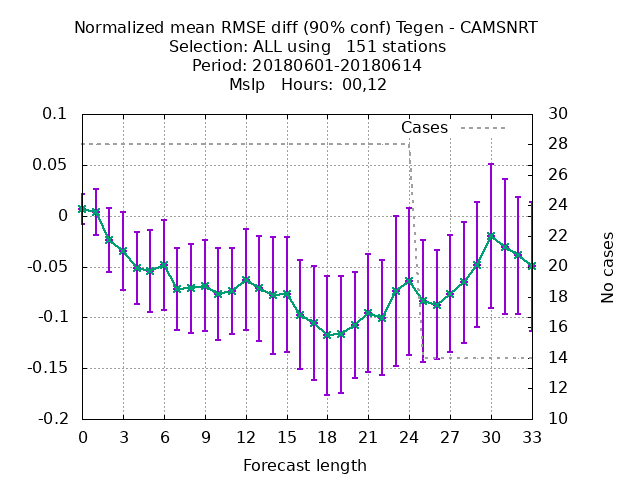 Normalized mean RMSE diff (90% conf) Tegen - CAMSNRT
Selection: ALL using   151 stations
Period: 20180601-20180614
Mslp   Hours: 00,12
Cases
0.1
0.05
0
-0.05
-0.1
-0.15
-0.2
30
28
26
24
22
20
18
16
14
12
10
No cases
0 3 6 9 12 15 18 21 24 27 30 33
Forecast length